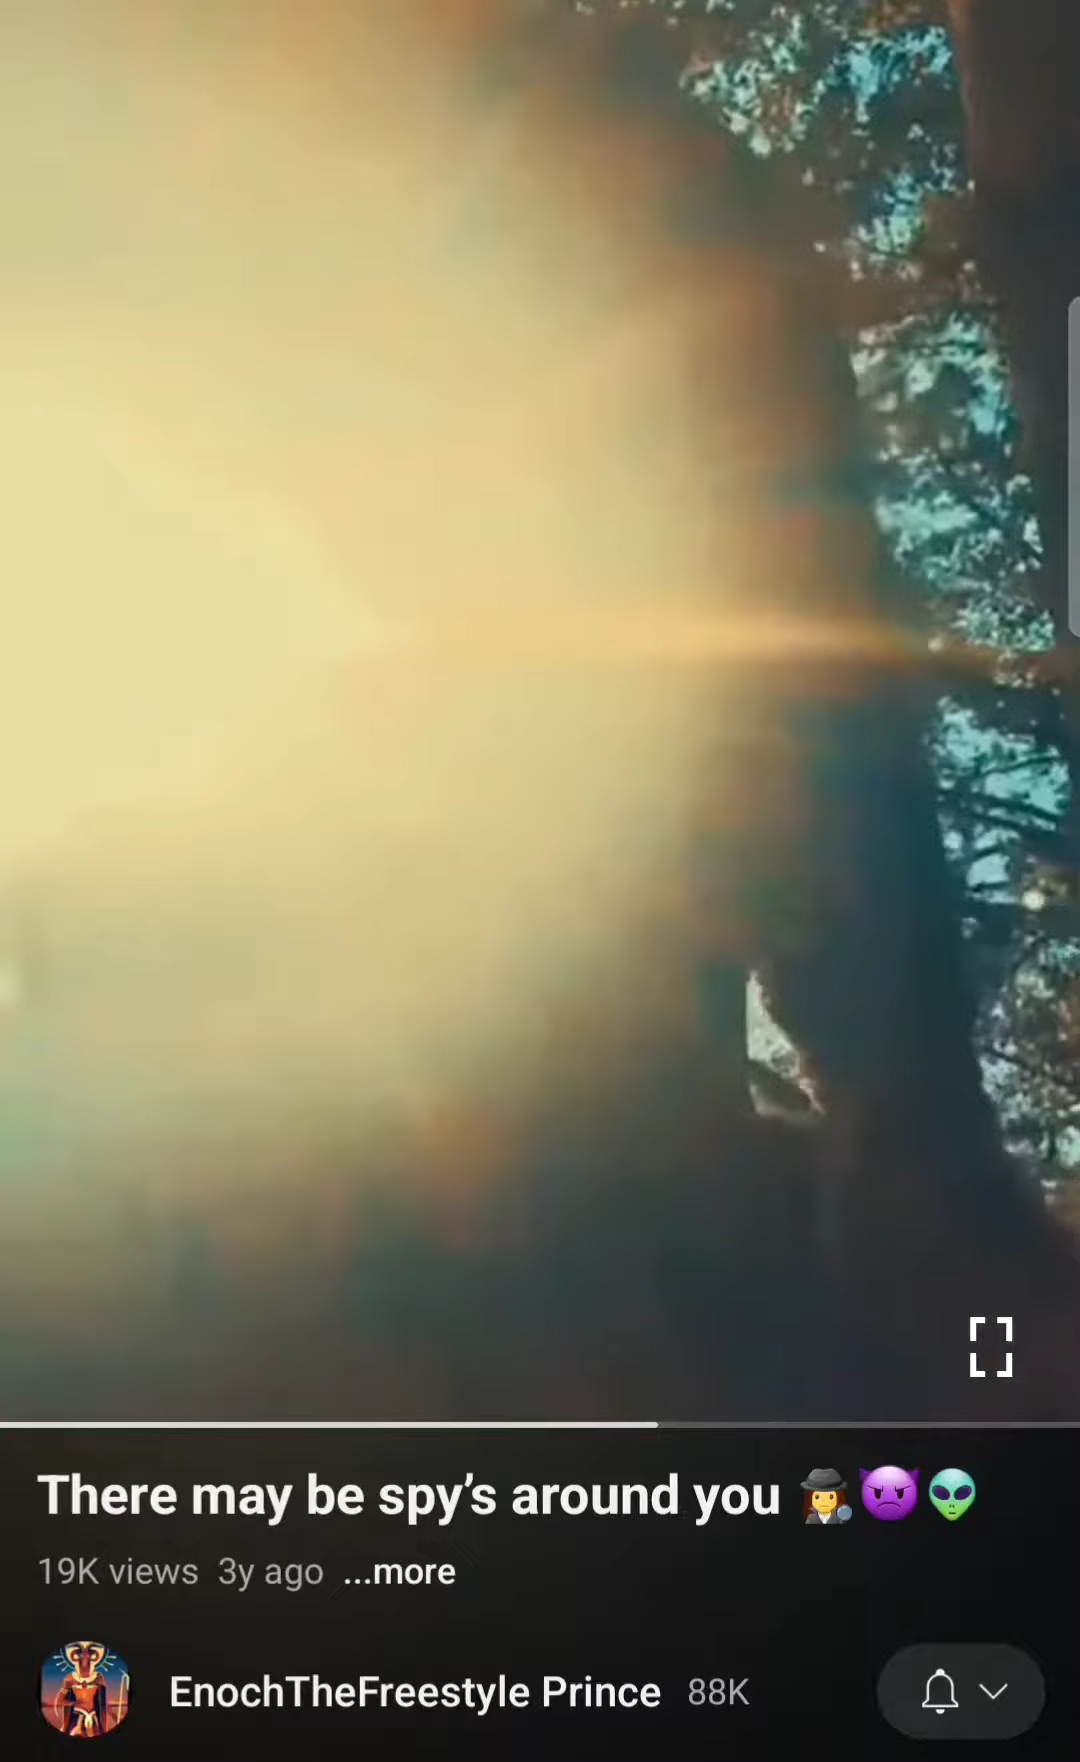 There may be spy’s around you 🕵️‍♀️👿👽
19K views 3y ago ...more
EnochTheFreestyle Prince 88K